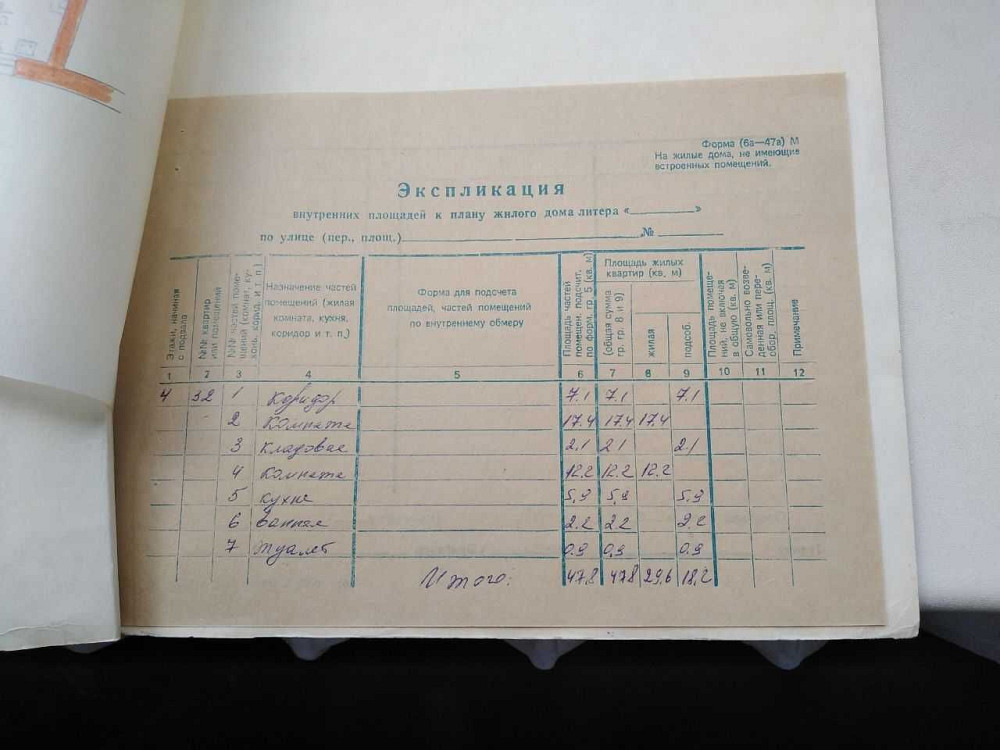 Форма (6а—47а) М
На жилые дома, не имеющие
встроенных помещений.
Экспликация
внутренних площадей к плану жилого дома литера «________»
по улице (пер., площ.)____________________№________
Этажи, начиная с подвала
№№ квартир или помещений
№№ частей помещений (комнат, кухонь, корид. и т. п.)
Назначение частей
помещений (жилая
комната, кухня,
коридор и т. п.)
Форма для подсчета
площадей, частей помещений
по внутреннему обмеру
Площадь частей помещен. подсчит. по форм. гр. 5 (кв. м)
Площадь жилых
квартир (кв. м)
(общая сумма гр. гр. 8 и 9)
жилая
подсоб.
Площадь помещений, не включая в общую (кв. м)
Самовольно возведенная или переобор. площ. (кв. м)
Примечание
1 2 3 4 5 6 7 8 9 10 11 12
4 32 1 Коридор 7.1 7.1 7.1
2 Комната 17.4 17.4 17.4
3 кладовая 2.1 2.1 2.1
4 Комната 12.2 12.2 12.2
5 кухня 5,9 5,9 5.9
6 ванная 2.2 2.2 2.2
7 туалет 0.9 0.9 0.9
Итого: 47.8 47.8 29.6 18.2